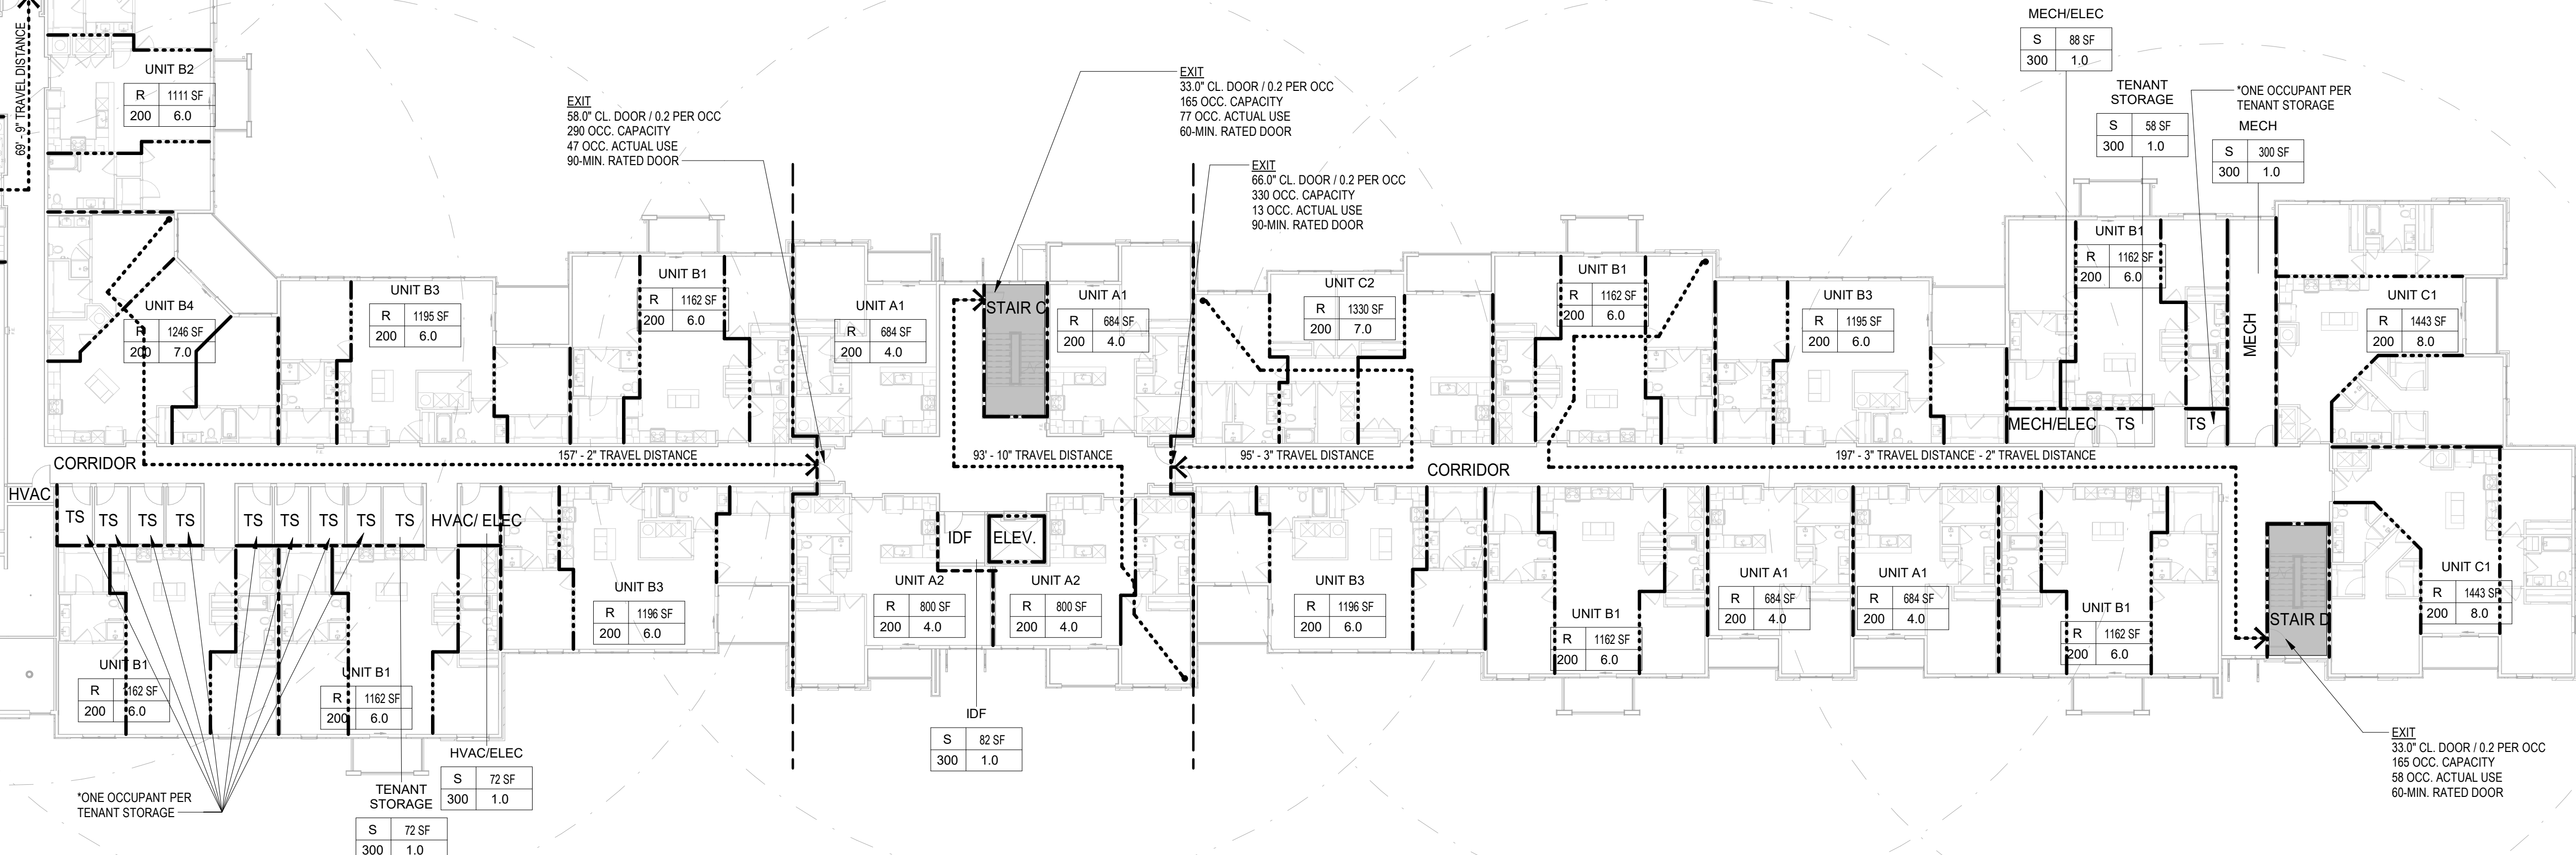 69' - 9" TRAVEL DISTANCE
UNIT B2
R 1111 SF
200 6.0
EXIT
58.0" CL. DOOR / 0.2 PER OCC
290 OCC. CAPACITY
47 OCC. ACTUAL USE
90-MIN. RATED DOOR
EXIT
33.0" CL. DOOR / 0.2 PER OCC
165 OCC. CAPACITY
77 OCC. ACTUAL USE
60-MIN. RATED DOOR
EXIT
66.0" CL. DOOR / 0.2 PER OCC
330 OCC. CAPACITY
13 OCC. ACTUAL USE
90-MIN. RATED DOOR
MECH/ELEC
S 88 SF
300 1.0
TENANT
STORAGE
S 58 SF
300 1.0
*ONE OCCUPANT PER
TENANT STORAGE
MECH
S 300 SF
300 1.0
UNIT B4
R 1246 SF
200 7.0
UNIT B3
R 1195 SF
200 6.0
UNIT B1
R 1162 SF
200 6.0
UNIT A1
R 684 SF
200 4.0
STAIR C
UNIT A1
R 684 SF
200 4.0
UNIT C2
R 1330 SF
200 7.0
UNIT B1
R 1162 SF
200 6.0
UNIT B3
R 1195 SF
200 6.0
UNIT B1
R 1162 SF
200 6.0
MECH
UNIT C1
R 1443 SF
200 8.0
MECH/ELEC
TS
TS
CORRIDOR
157' - 2" TRAVEL DISTANCE
93' - 10" TRAVEL DISTANCE
95' - 3" TRAVEL DISTANCE
CORRIDOR
197' - 3" TRAVEL DISTANCE - 2" TRAVEL DISTANCE
HVAC
TS
TS
TS
TS
TS
TS
TS
TS
TS
HVAC/ ELEC
IDF
ELEV.
UNIT B1
R 1162 SF
200 6.0
UNIT B1
R 1162 SF
200 6.0
UNIT B3
R 1196 SF
200 6.0
UNIT A2
R 800 SF
200 4.0
UNIT A2
R 800 SF
200 4.0
UNIT B3
R 1196 SF
200 6.0
UNIT B1
R 1162 SF
200 6.0
UNIT A1
R 684 SF
200 4.0
UNIT A1
R 684 SF
200 4.0
UNIT B1
R 1162 SF
200 6.0
STAIR D
UNIT C1
R 1443 SF
200 8.0
*ONE OCCUPANT PER
TENANT STORAGE
TENANT
STORAGE
S 72 SF
300 1.0
HVAC/ELEC
S 72 SF
300 1.0
IDF
S 82 SF
300 1.0
EXIT
33.0" CL. DOOR / 0.2 PER OCC
165 OCC. CAPACITY
58 OCC. ACTUAL USE
60-MIN. RATED DOOR